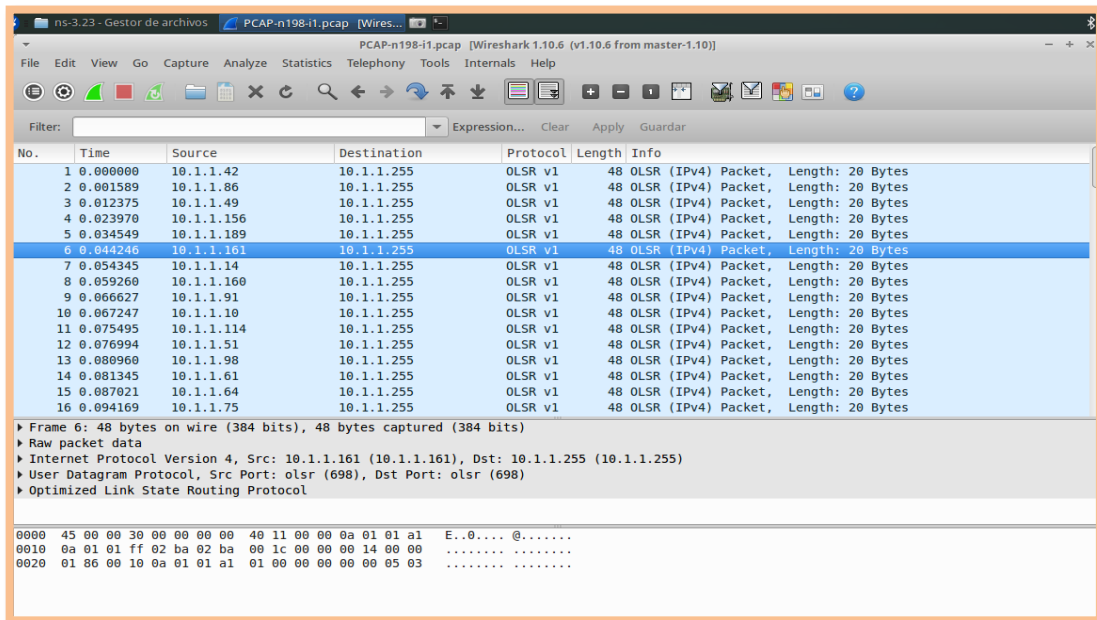 ns-3.23 - Gestor de archivos PCAP-n198-i1.pcap [Wires...
PCAP-n198-i1.pcap [Wireshark 1.10.6 (v1.10.6 from master-1.10)]
File Edit View Go Capture Analyze Statistics Telephony Tools Internals Help
Filter: Expression... Clear Apply Guardar
No. Time Source Destination Protocol Length Info
1 0.000000 10.1.1.42 10.1.1.255 OLSR v1 48 OLSR (IPv4) Packet, Length: 20 Bytes
2 0.001589 10.1.1.86 10.1.1.255 OLSR v1 48 OLSR (IPv4) Packet, Length: 20 Bytes
3 0.012375 10.1.1.49 10.1.1.255 OLSR v1 48 OLSR (IPv4) Packet, Length: 20 Bytes
4 0.023970 10.1.1.156 10.1.1.255 OLSR v1 48 OLSR (IPv4) Packet, Length: 20 Bytes
5 0.034549 10.1.1.189 10.1.1.255 OLSR v1 48 OLSR (IPv4) Packet, Length: 20 Bytes
6 0.044246 10.1.1.161 10.1.1.255 OLSR v1 48 OLSR (IPv4) Packet, Length: 20 Bytes
7 0.054345 10.1.1.14 10.1.1.255 OLSR v1 48 OLSR (IPv4) Packet, Length: 20 Bytes
8 0.059260 10.1.1.160 10.1.1.255 OLSR v1 48 OLSR (IPv4) Packet, Length: 20 Bytes
9 0.066627 10.1.1.91 10.1.1.255 OLSR v1 48 OLSR (IPv4) Packet, Length: 20 Bytes
10 0.067247 10.1.1.10 10.1.1.255 OLSR v1 48 OLSR (IPv4) Packet, Length: 20 Bytes
11 0.075495 10.1.1.114 10.1.1.255 OLSR v1 48 OLSR (IPv4) Packet, Length: 20 Bytes
12 0.076994 10.1.1.51 10.1.1.255 OLSR v1 48 OLSR (IPv4) Packet, Length: 20 Bytes
13 0.080960 10.1.1.98 10.1.1.255 OLSR v1 48 OLSR (IPv4) Packet, Length: 20 Bytes
14 0.081345 10.1.1.61 10.1.1.255 OLSR v1 48 OLSR (IPv4) Packet, Length: 20 Bytes
15 0.087021 10.1.1.64 10.1.1.255 OLSR v1 48 OLSR (IPv4) Packet, Length: 20 Bytes
16 0.094169 10.1.1.75 10.1.1.255 OLSR v1 48 OLSR (IPv4) Packet, Length: 20 Bytes
Frame 6: 48 bytes on wire (384 bits), 48 bytes captured (384 bits)
Raw packet data
Internet Protocol Version 4, Src: 10.1.1.161 (10.1.1.161), Dst: 10.1.1.255 (10.1.1.255)
User Datagram Protocol, Src Port: olsr (698), Dst Port: olsr (698)
Optimized Link State Routing Protocol
0000 45 00 00 30 00 00 00 00 40 11 00 00 0a 01 01 a1 E..0.... @.......
0010 0a 01 01 ff 02 ba 02 ba 00 1c 00 00 00 14 00 00 ........ ........
0020 01 86 00 10 0a 01 01 a1 01 00 00 00 00 00 05 03 ........ ........